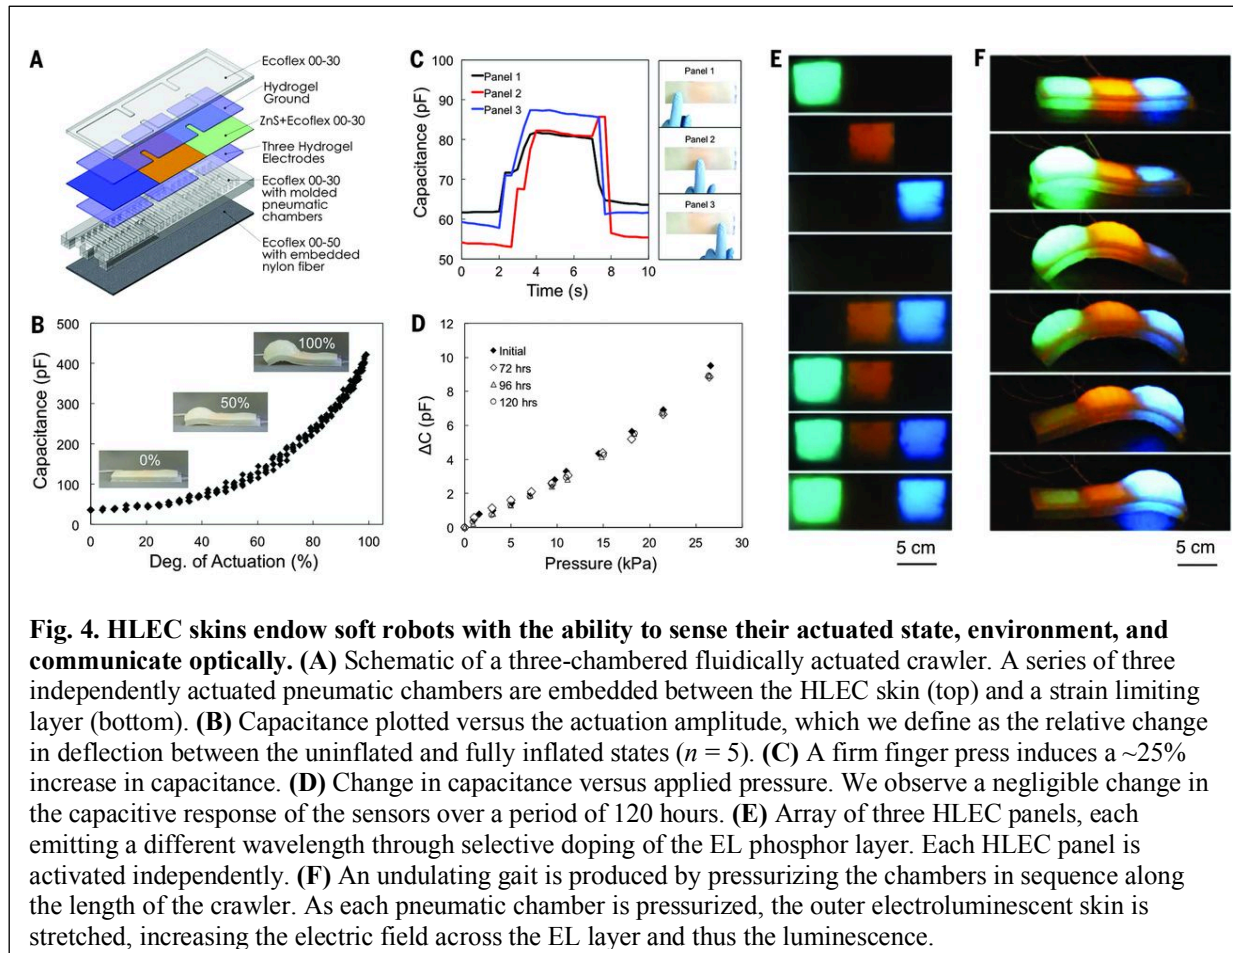 A
Ecoflex 00-30
Hydrogel
Ground
ZnS+Ecoflex 00-30
Three Hydrogel
Electrodes
Ecoflex 00-30
with molded
pneumatic
chambers
Ecoflex 00-50
with embedded
nylon fiber
B
500
400
300
200
100
0
Capacitance (pF)
100%
50%
0%
0 20 40 60 80 100
Deg. of Actuation (%)
C
100
90
80
70
60
50
Capacitance (pF)
Panel 1
Panel 2
Panel 3
0 2 4 6 8 10
Time (s)
Panel 1
Panel 2
Panel 3
D
12
10
8
6
4
2
0
ΔC (pF)
Initial
72 hrs
96 hrs
120 hrs
0 5 10 15 20 25 30
Pressure (kPa)
E
5 cm
F
5 cm
Fig. 4. HLEC skins endow soft robots with the ability to sense their actuated state, environment, and
communicate optically. (A) Schematic of a three-chambered fluidically actuated crawler. A series of three
independently actuated pneumatic chambers are embedded between the HLEC skin (top) and a strain limiting
layer (bottom). (B) Capacitance plotted versus the actuation amplitude, which we define as the relative change
in deflection between the uninflated and fully inflated states (n = 5). (C) A firm finger press induces a ~25%
increase in capacitance. (D) Change in capacitance versus applied pressure. We observe a negligible change in
the capacitive response of the sensors over a period of 120 hours. (E) Array of three HLEC panels, each
emitting a different wavelength through selective doping of the EL phosphor layer. Each HLEC panel is
activated independently. (F) An undulating gait is produced by pressurizing the chambers in sequence along
the length of the crawler. As each pneumatic chamber is pressurized, the outer electroluminescent skin is
stretched, increasing the electric field across the EL layer and thus the luminescence.